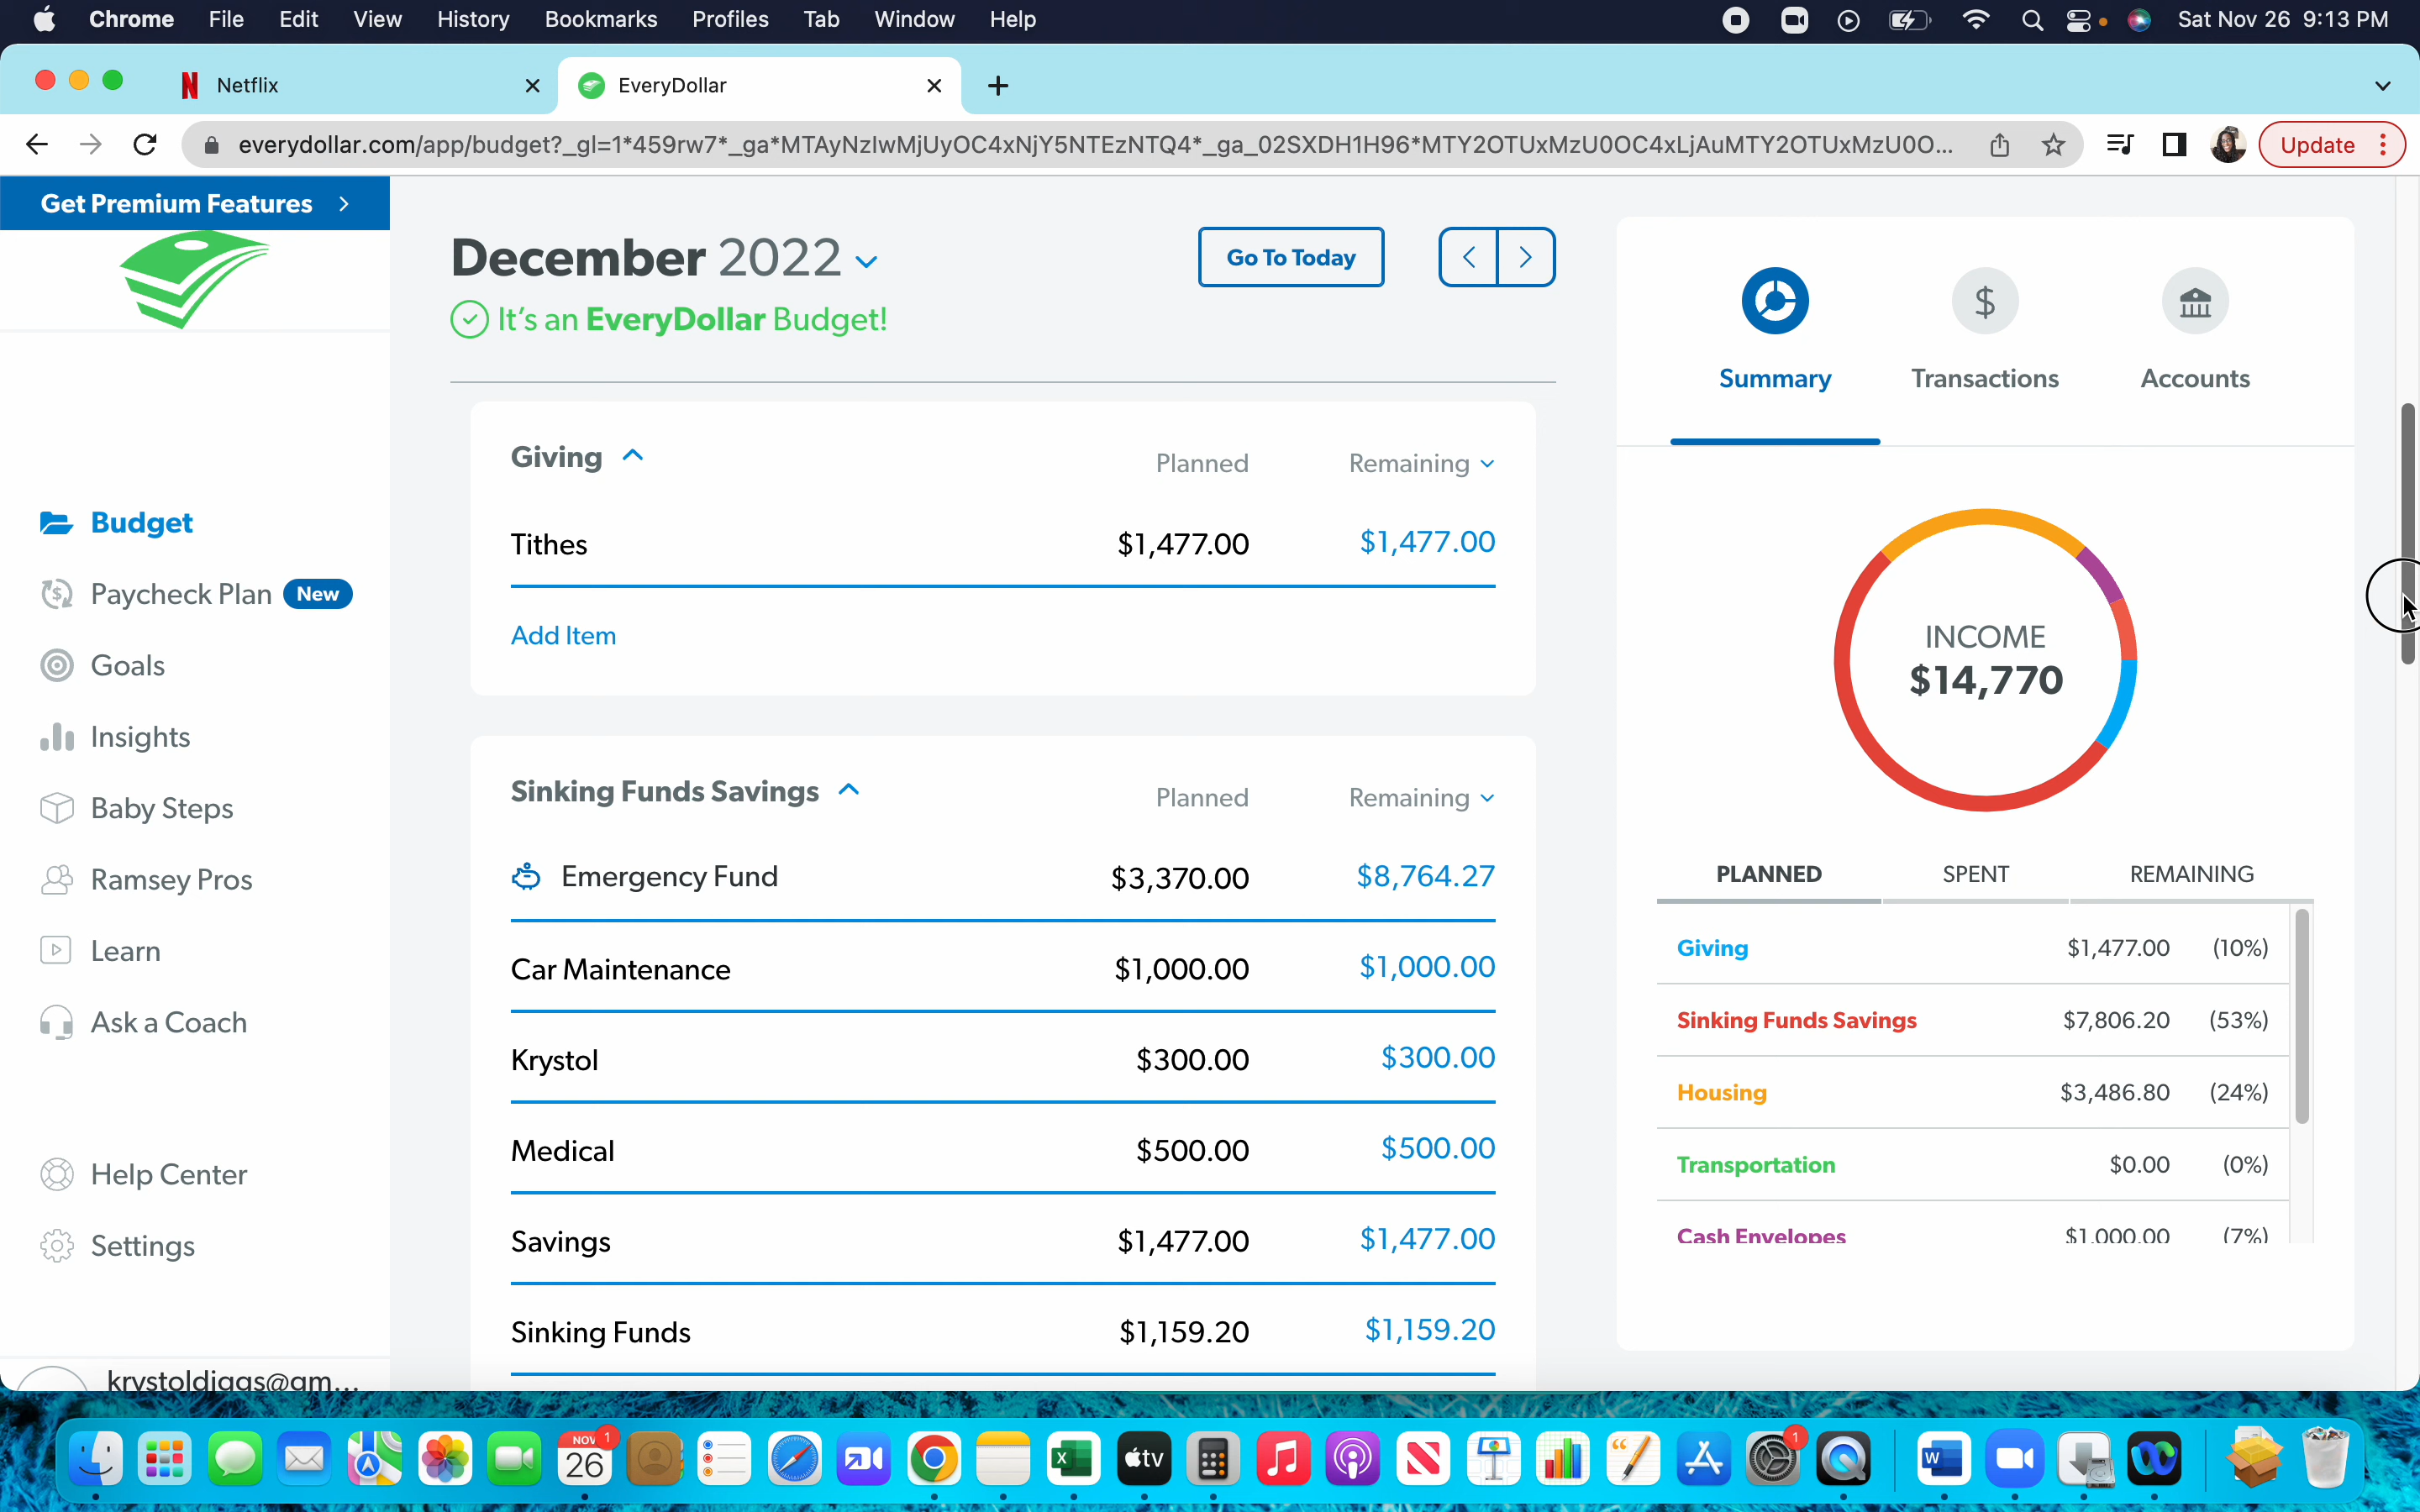 Chrome File Edit View History Bookmarks Profiles Tab Window Help Sat Nov 26 9:13 PM
Netflix EveryDollar
everydollar.com/app/budget?_gl=1*459rw7*_ga*MTAyNzIwMjUyOC4xNjY5NTEzNTQ4*_ga_02SXDH1H96*MTY2OTUxMzU0OC4xLjAuMTY2OTUxMzU0O... Update
Get Premium Features
Budget
Paycheck Plan New
Goals
Insights
Baby Steps
Ramsey Pros
Learn
Ask a Coach
Help Center
Settings
krystoldiggs@gm...
December 2022
Go To Today
It's an EveryDollar Budget!
Giving Planned Remaining
Tithes $1,477.00 $1,477.00
Add Item
Sinking Funds Savings Planned Remaining
Emergency Fund $3,370.00 $8,764.27
Car Maintenance $1,000.00 $1,000.00
Krystol $300.00 $300.00
Medical $500.00 $500.00
Savings $1,477.00 $1,477.00
Sinking Funds $1,159.20 $1,159.20
Summary Transactions Accounts
INCOME
$14,770
PLANNED SPENT REMAINING
Giving $1,477.00 (10%)
Sinking Funds Savings $7,806.20 (53%)
Housing $3,486.80 (24%)
Transportation $0.00 (0%)
Cash Envelopes $1,000.00 (7%)
NOV 1
26
tv
1